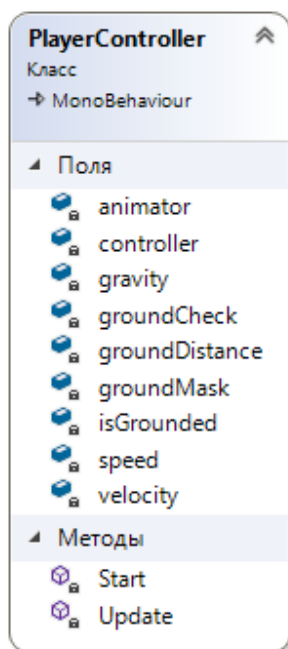 PlayerController
Класс
MonoBehaviour
Поля
animator
controller
gravity
groundCheck
groundDistance
groundMask
isGrounded
speed
velocity
Методы
Start
Update